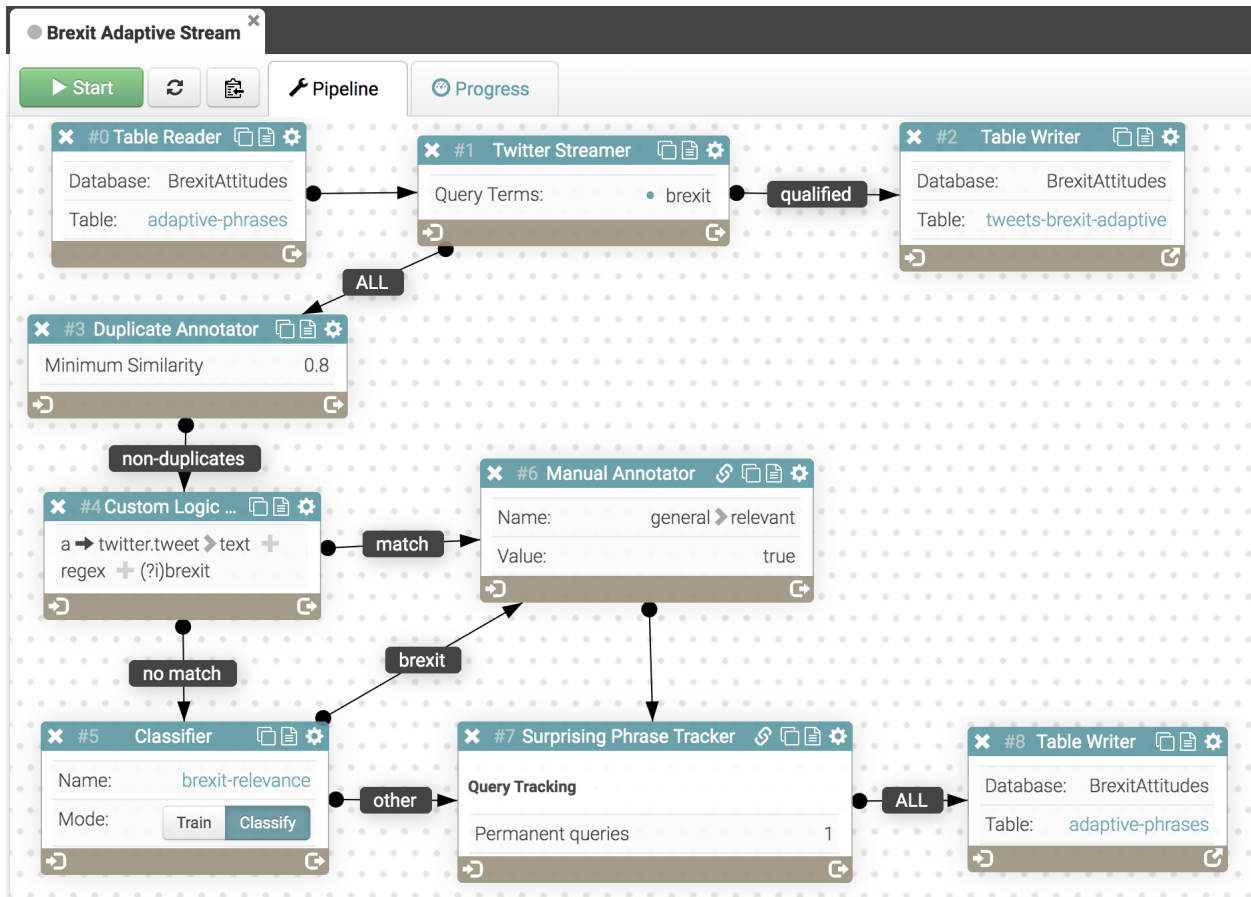 Brexit Adaptive Stream
Start
Pipeline
Progress
#0 Table Reader
Database: BrexitAttitudes
Table: adaptive-phrases
#1 Twitter Streamer
Query Terms: • brexit
qualified
#2 Table Writer
Database: BrexitAttitudes
Table: tweets-brexit-adaptive
ALL
#3 Duplicate Annotator
Minimum Similarity 0.8
non-duplicates
#4 Custom Logic ...
a twitter.tweet text
regex (?i)brexit
match
#6 Manual Annotator
Name: general relevant
Value: true
no match
brexit
#5 Classifier
Name: brexit-relevance
Mode: Train Classify
other
#7 Surprising Phrase Tracker
Query Tracking
Permanent queries 1
ALL
#8 Table Writer
Database: BrexitAttitudes
Table: adaptive-phrases